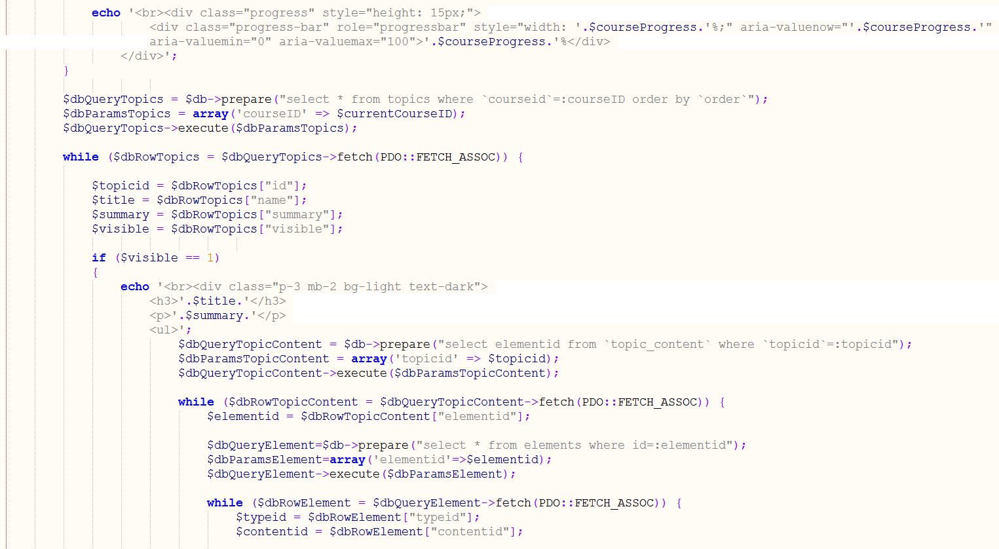 echo '<br><div class="progress" style="height: 15px;">
<div class="progress-bar" role="progressbar" style="width: '.$courseProgress.'%;" aria-valuenow="'.$courseProgress.'"
aria-valuemin="0" aria-valuemax="100">'.$courseProgress.'%</div>
</div>';
}
$dbQueryTopics = $db->prepare("select * from topics where `courseid`=:courseID order by `order`");
$dbParamsTopics = array('courseID' => $currentCourseID);
$dbQueryTopics->execute($dbParamsTopics);
while ($dbRowTopics = $dbQueryTopics->fetch(PDO::FETCH_ASSOC)) {
$topicid = $dbRowTopics["id"];
$title = $dbRowTopics["name"];
$summary = $dbRowTopics["summary"];
$visible = $dbRowTopics["visible"];
if ($visible == 1)
{
echo '<br><div class="p-3 mb-2 bg-light text-dark">
<h3>'.$title.'</h3>
<p>'.$summary.'</p>
<ul>';
$dbQueryTopicContent = $db->prepare("select elementid from `topic_content` where `topicid`=:topicid");
$dbParamsTopicContent = array('topicid' => $topicid);
$dbQueryTopicContent->execute($dbParamsTopicContent);
while ($dbRowTopicContent = $dbQueryTopicContent->fetch(PDO::FETCH_ASSOC)) {
$elementid = $dbRowTopicContent["elementid"];
$dbQueryElement=$db->prepare("select * from elements where id=:elementid");
$dbParamsElement=array('elementid'=>$elementid);
$dbQueryElement->execute($dbParamsElement);
while ($dbRowElement = $dbQueryElement->fetch(PDO::FETCH_ASSOC)) {
$typeid = $dbRowElement["typeid"];
$contentid = $dbRowElement["contentid"];